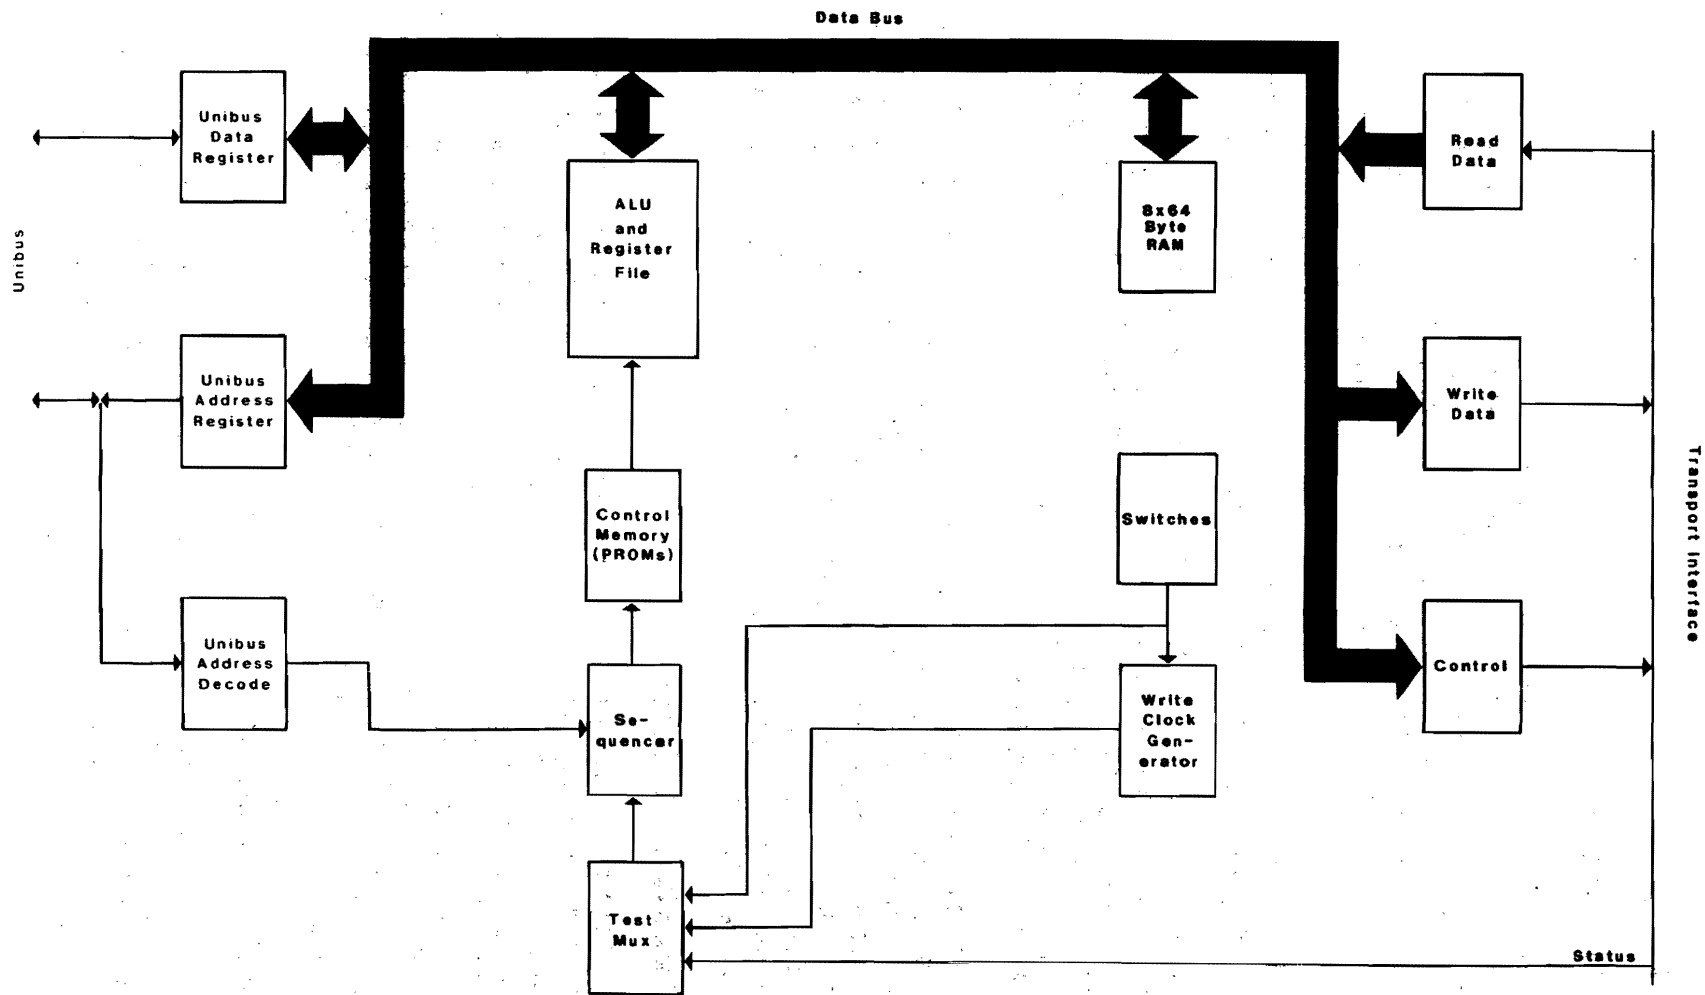 Data Bus
Unibus
Data
Register
ALU
and
Register
File
8x64
Byte
RAM
Read
Data
Unibus
Unibus
Address
Register
Write
Data
Control
Memory
(PROMs)
Switches
Transport Interface
Unibus
Address
Decode
Se-
quencer
Write
Clock
Gen-
erator
Control
Test
Mux
Status